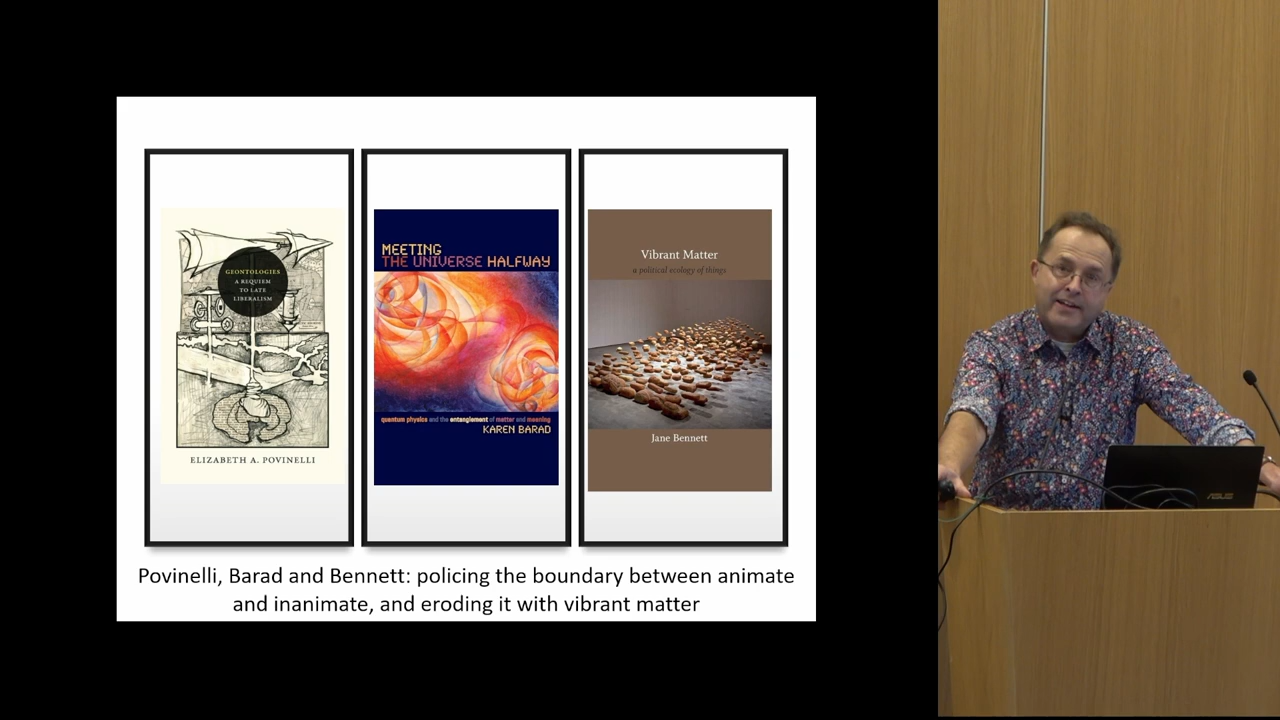 GEONTOLOGIES
A REQUIEM
TO LATE
LIBERALISM
ELIZABETH A. POVINELLI
MEETING
THE UNIVERSE HALFWAY
quantum physics and the entanglement of matter and meaning
KAREN BARAD
Vibrant Matter
a political ecology of things
Jane Bennett
Povinelli, Barad and Bennett: policing the boundary between animate
and inanimate, and eroding it with vibrant matter
ASUS